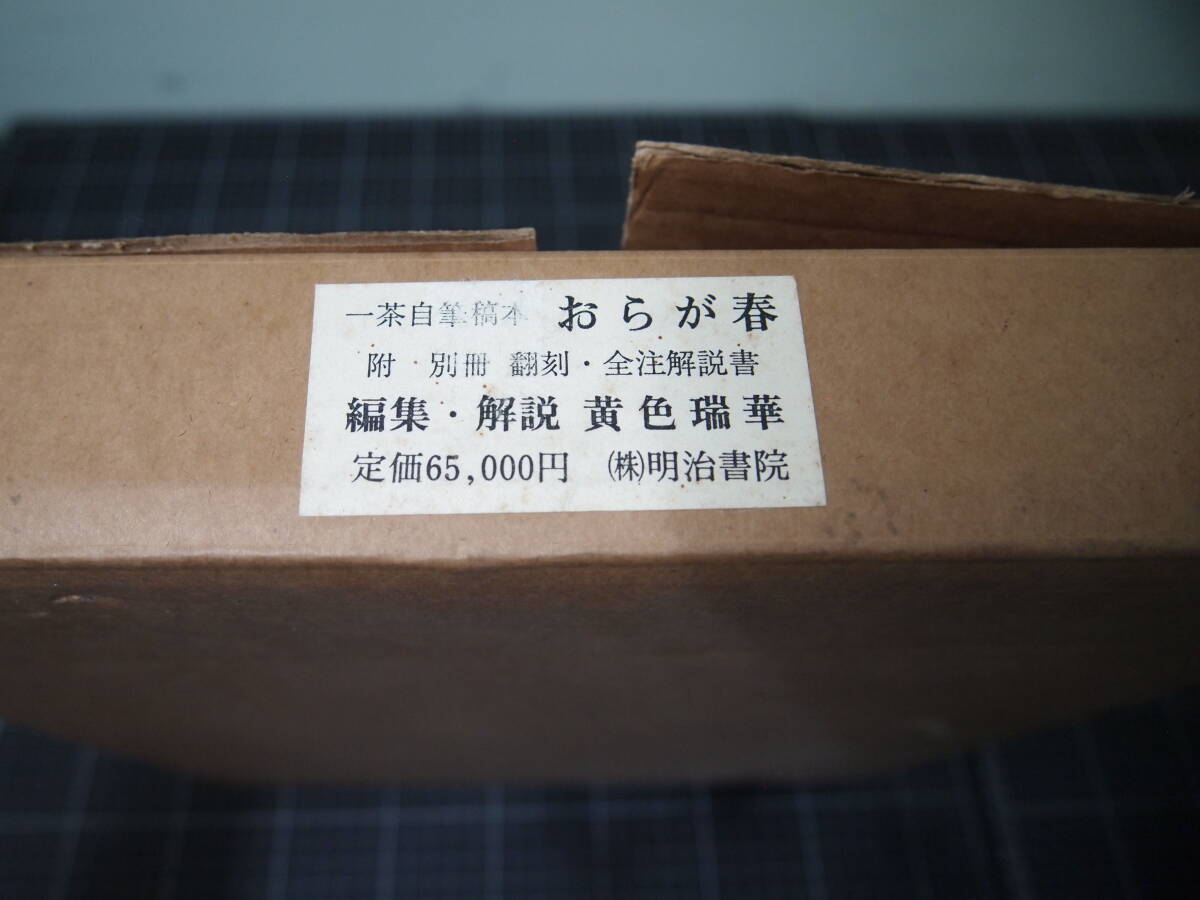 一茶自筆稿本 おらが春
附・別冊 翻刻・全注解説書
編集・解説 黄色瑞華
定価65,000円 ㈱明治書院